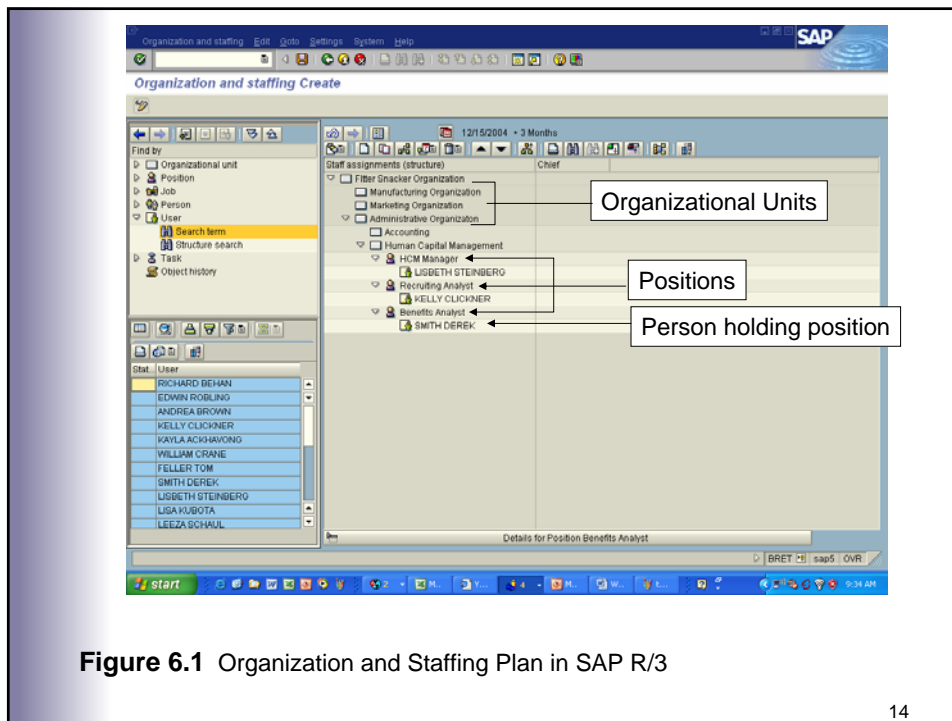 Organization and staffing Edit Goto Settings System Help
SAP
Organization and staffing Create
12/15/2004 + 3 Months
Find by
Organizational unit
Position
Job
Person
User
Search term
Structure search
Task
Object history
Staff assignments (structure) Chief
Fitter Snacker Organization
Manufacturing Organization
Marketing Organization
Administrative Organizaton
Accounting
Human Capital Management
HCM Manager
LISBETH STEINBERG
Recruiting Analyst
KELLY CLICKNER
Benefits Analyst
SMITH DEREK
Organizational Units
Positions
Person holding position
Stat.. User
RICHARD BEHAN
EDWIN ROBLING
ANDREA BROWN
KELLY CLICKNER
KAYLA ACKHAVONG
WILLIAM CRANE
FELLER TOM
SMITH DEREK
LISBETH STEINBERG
LISA KUBOTA
LEEZA SCHAUL
Details for Position Benefits Analyst
BRET sap5 OVR
start 2 M.. Y... 4 M.. W.. t... 9:34 AM
Figure 6.1 Organization and Staffing Plan in SAP R/3
14